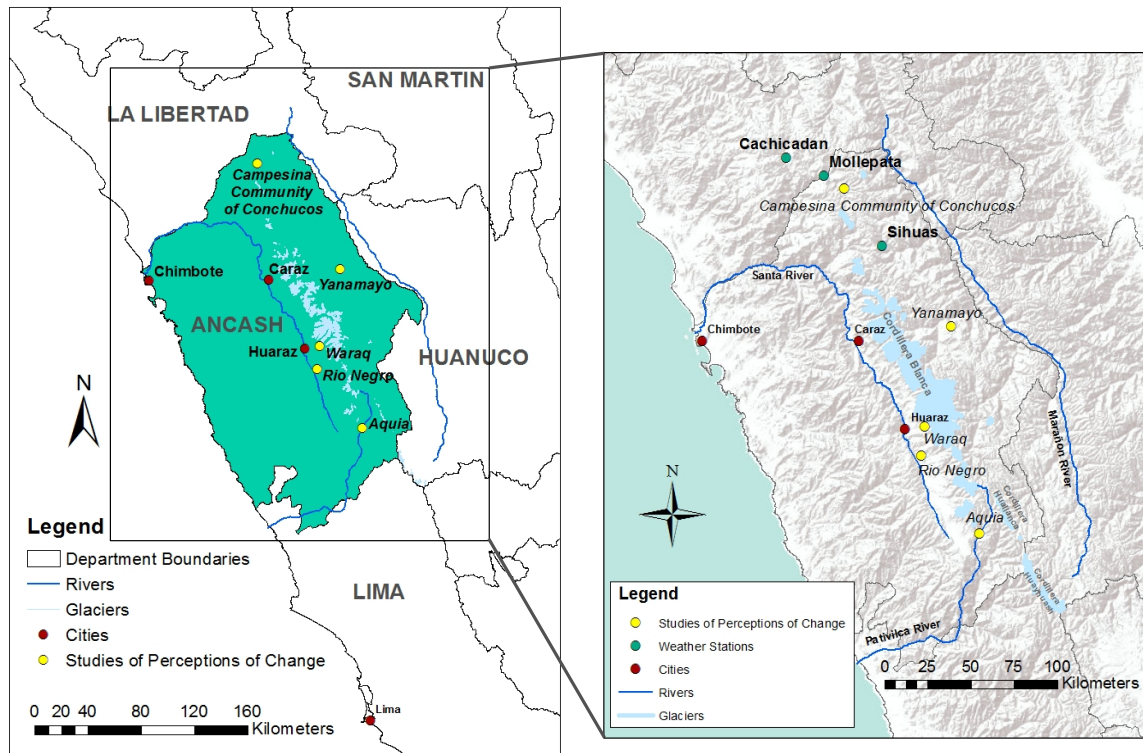 SAN MARTIN
LA LIBERTAD
Campesina
Community
of Conchucos
Chimbote
Caraz
Yanamayo
ANCASH
Huaraz
Waraq
HUANUCO
Rio Negro
N
Aquia
Legend
Department Boundaries
Rivers
Glaciers
Cities
Studies of Perceptions of Change
LIMA
Lima
0 20 40 80 120 160
Kilometers
Cachicadan
Mollepata
Campesina Community of Conchucos
Sihuas
Santa River
Yanamayo
Chimbote
Caraz
Cordillera Blanca
Huaraz
Waraq
Rio Negro
Marañon River
N
Cordillera
Huallanca
Aquia
Cordillera
Huayhuash
Pativilca River
Legend
Studies of Perceptions of Change
Weather Stations
Cities
Rivers
Glaciers
0 25 50 75 100
Kilometers